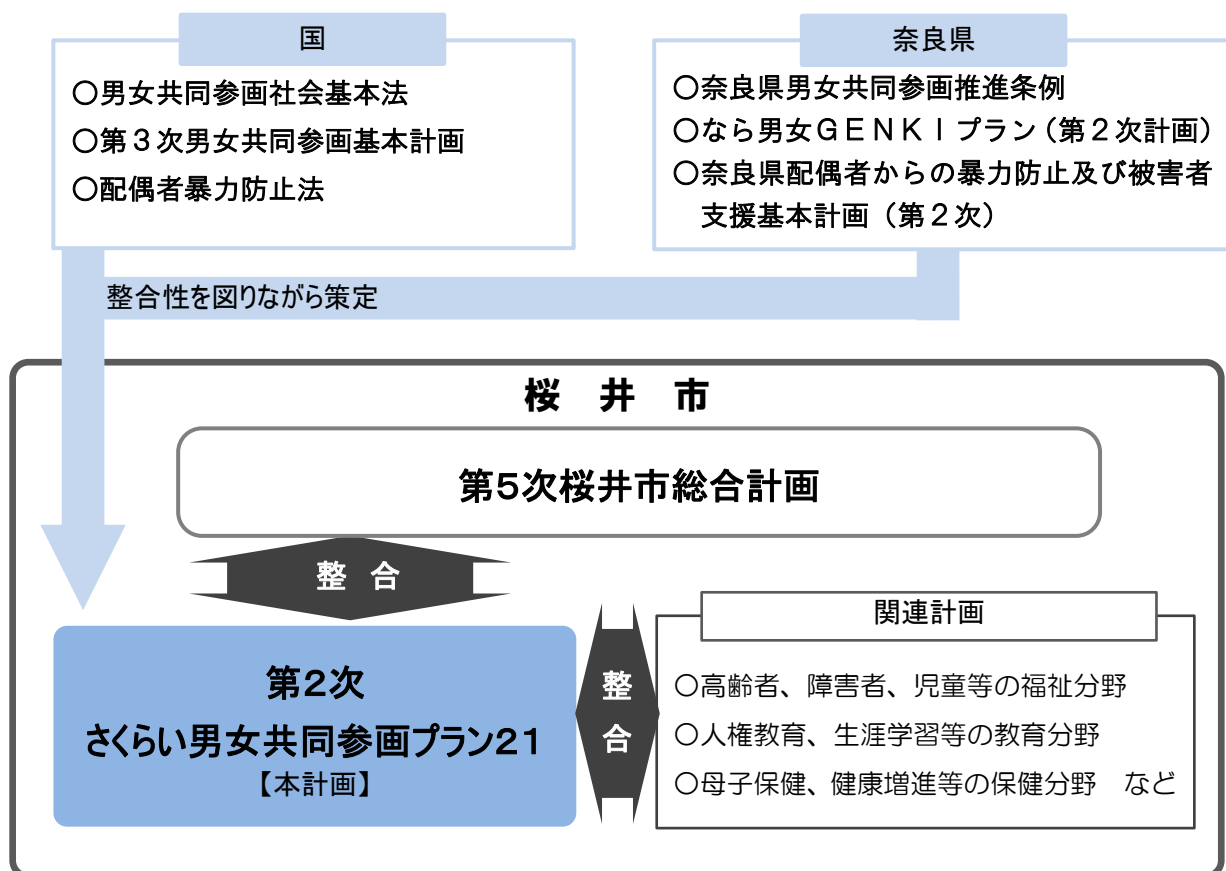 国
○男女共同参画社会基本法
○第３次男女共同参画基本計画
○配偶者暴力防止法
奈良県
○奈良県男女共同参画推進条例
○なら男女ＧＥＮＫＩプラン（第２次計画）
○奈良県配偶者からの暴力防止及び被害者
支援基本計画（第２次）
整合性を図りながら策定
桜　井　市
第5次桜井市総合計画
整 合
第2次
さくらい男女共同参画プラン21
【本計画】
整
合
関連計画
○高齢者、障害者、児童等の福祉分野
○人権教育、生涯学習等の教育分野
○母子保健、健康増進等の保健分野　など